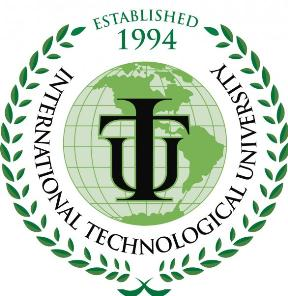 ESTABLISHED
1994
INTERNATIONAL TECHNOLOGICAL UNIVERSITY
ITU